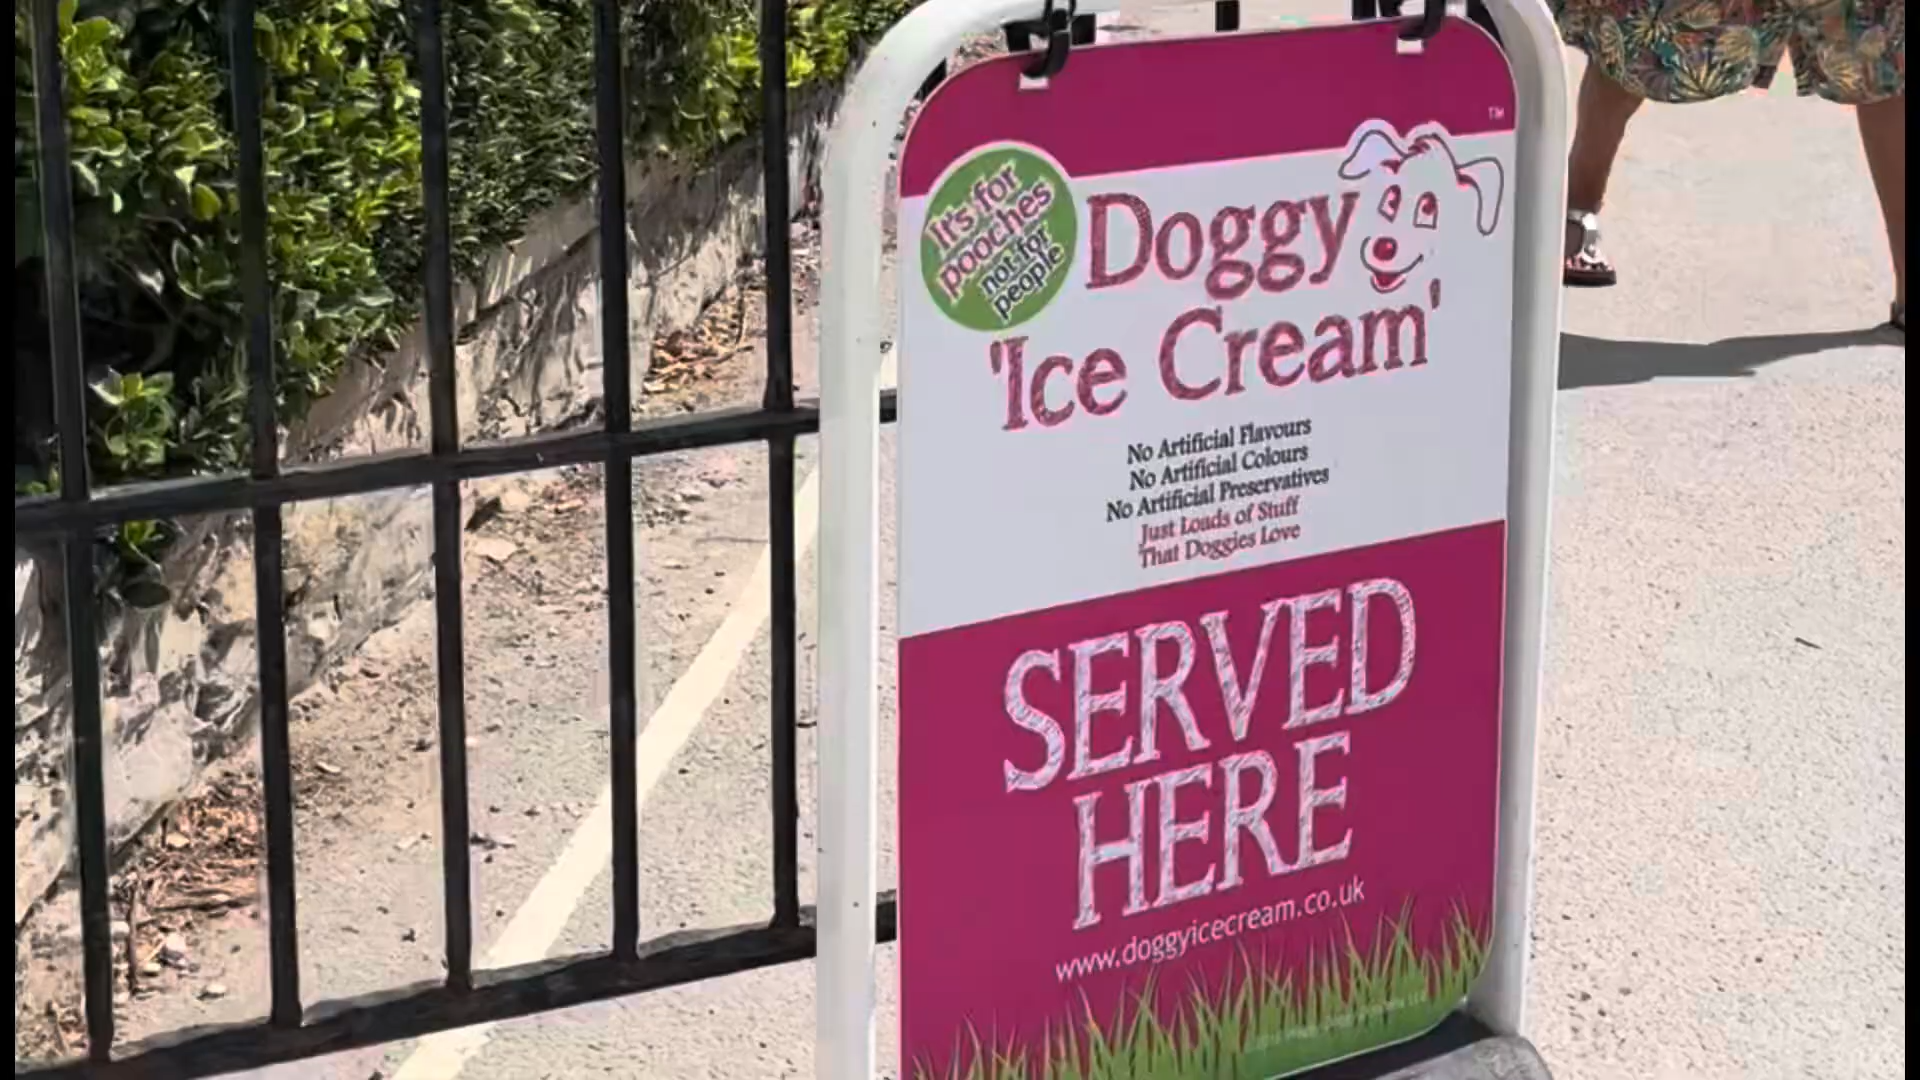 TM
It's for
pooches
not for
people
Doggy
'Ice Cream'
No Artificial Flavours
No Artificial Colours
No Artificial Preservatives
Just Loads of Stuff
That Doggies Love
SERVED
HERE
www.doggyicecream.co.uk